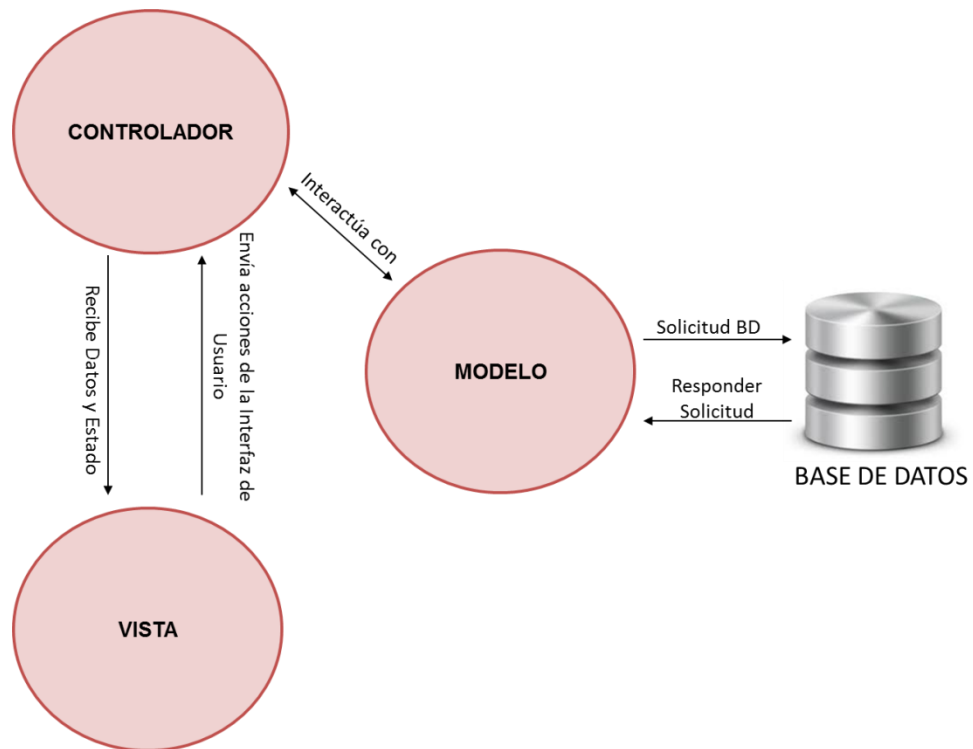 CONTROLADOR
Interactúa con
Recibe Datos y Estado
Envía acciones de la Interfaz de
Usuario
MODELO
Solicitud BD
Responder
Solicitud
BASE DE DATOS
VISTA